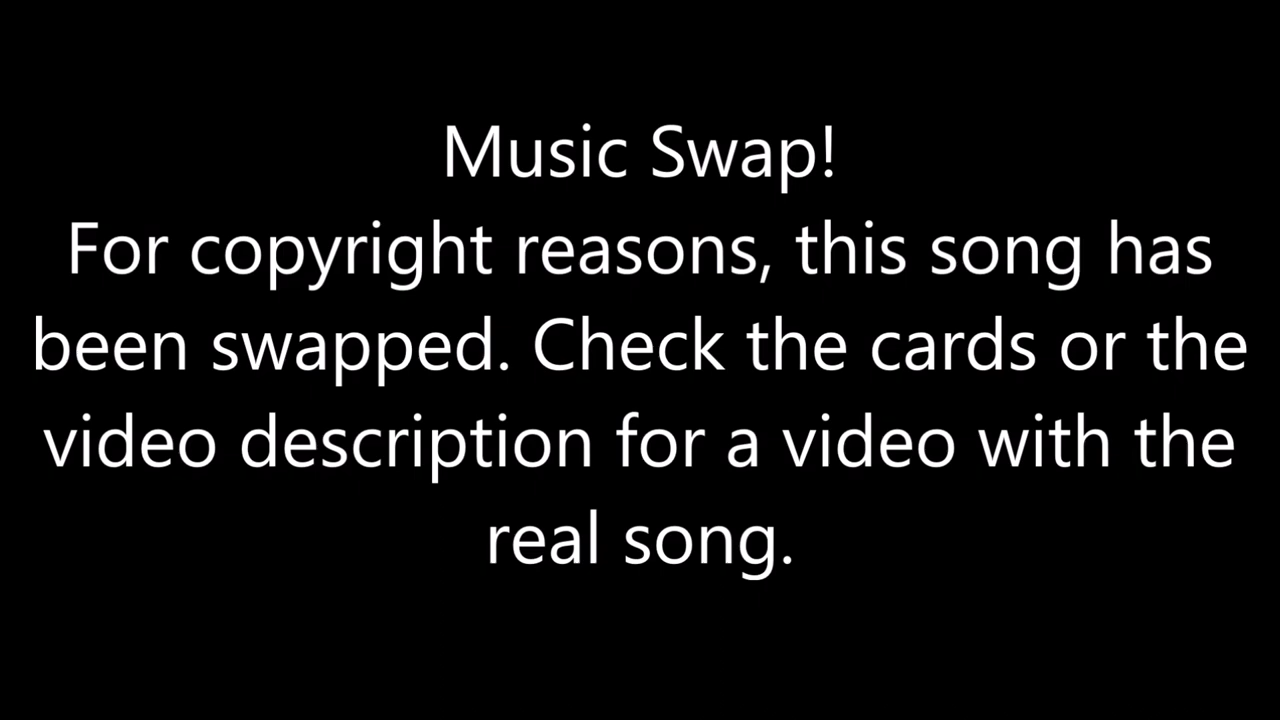 Music Swap!
For copyright reasons, this song has
been swapped. Check the cards or the
video description for a video with the
real song.